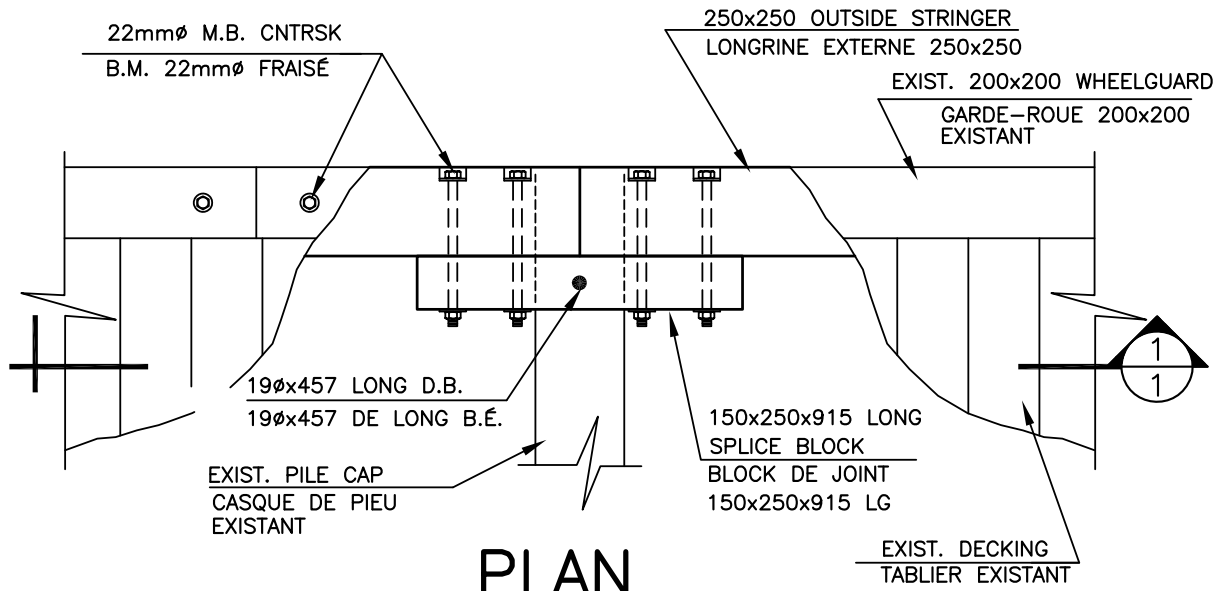 22mmø M.B. CNTRSK
B.M. 22mmø FRAISÉ
250x250 OUTSIDE STRINGER
LONGRINE EXTERNE 250x250
EXIST. 200x200 WHEELGUARD
GARDE-ROUE 200x200
EXISTANT
19øx457 LONG D.B.
19øx457 DE LONG B.É.
EXIST. PILE CAP
CASQUE DE PIEU
EXISTANT
150x250x915 LONG
SPLICE BLOCK
BLOCK DE JOINT
150x250x915 LG
1
1
EXIST. DECKING
TABLIER EXISTANT
PLAN